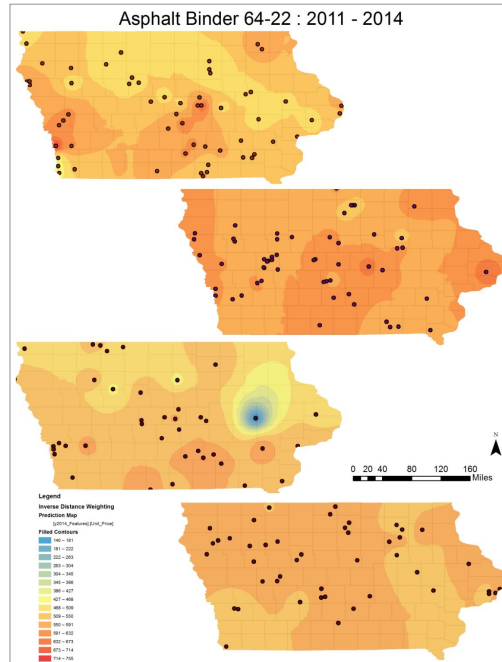 Asphalt Binder 64-22 : 2011 - 2014
N
0 20 40 80 120 160
Miles
Legend
Inverse Distance Weighting
Prediction Map
[y2014_Features].[Unit_Price]
Filled Contours
140 – 181
181 – 222
222 – 263
263 – 304
304 – 345
345 – 386
386 – 427
427 – 468
468 – 509
509 – 550
550 – 591
591 – 632
632 – 673
673 – 714
714 – 755